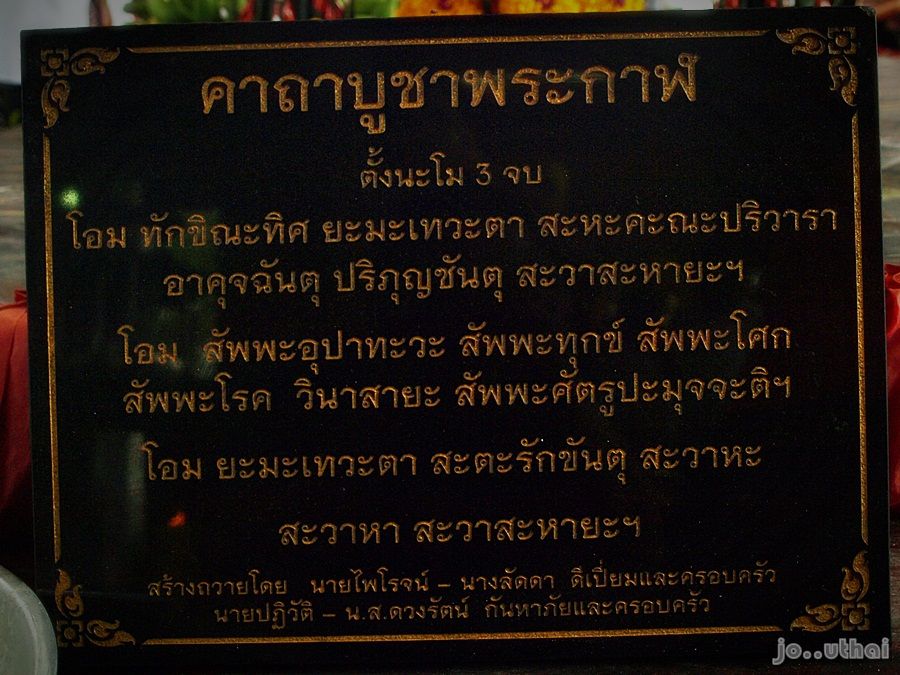 คาถาบูชาพระกาฬ
ตั้งนะโม 3 จบ
โอม ทักขิณะทิศ ยะมะเทวะตา สะหะคะณะปริวารา
อาคุจฉันตุ ปริภุญชันตุ สะวาสะหายะฯ
โอม สัพพะอุปาทะวะ สัพพะทุกข์ สัพพะโศก
สัพพะโรค วินาสายะ สัพพะศัตรูปะมุจจะติฯ
โอม ยะมะเทวะตา สะตะรักขันตุ สะวาหะ
สะวาหา สะวาสะหายะฯ
สร้างถวายโดย นายไพโรจน์ – นางลัดดา ดีเปี่ยมและครอบครัว
นายปฏิวัติ – น.ส.ดวงรัตน์ กันหาภัยและครอบครัว
jo..uthai